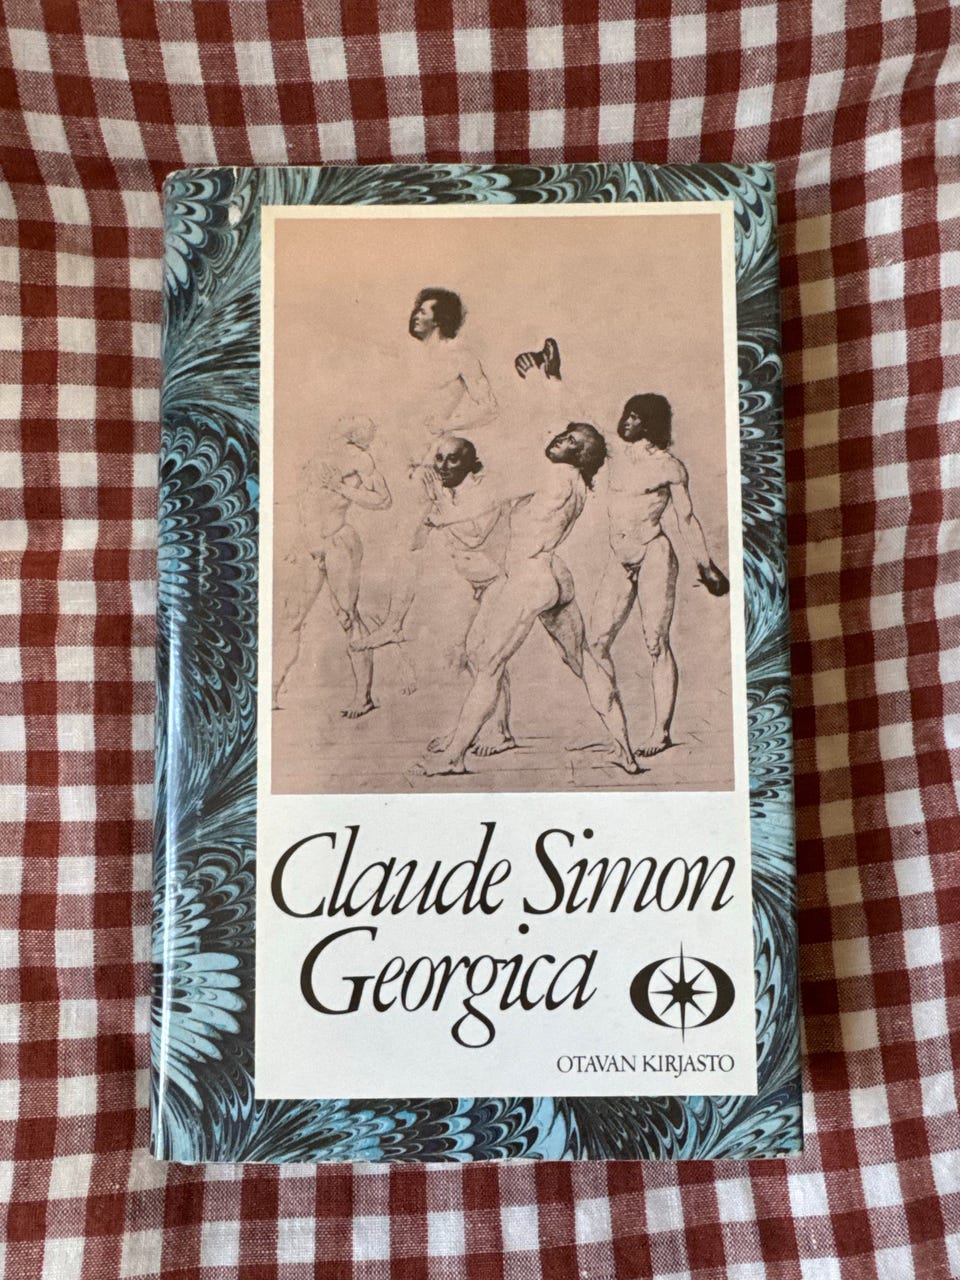 Claude Simon
Georgica
OTAVAN KIRJASTO